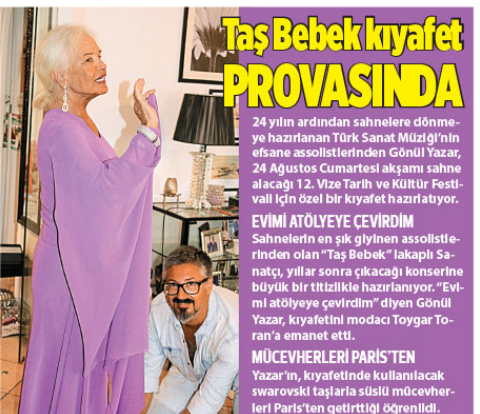 Taş Bebek kıyafet
PROVASINDA
24 yılın ardından sahnelere dönme-
ye hazırlanan Türk Sanat Müziği'nin
efsane assolistlerinden Gönül Yazar,
24 Ağustos Cumartesi akşamı sahne
alacağı 12. Vize Tarih ve Kültür Festi-
vali için özel bir kıyafet hazırlatıyor.
EVİMİ ATÖLYEYE ÇEVİRDİM
Sahnelerin en şık giyinen assolistle-
rinden olan "Taş Bebek" lakaplı Sa-
natçı, yıllar sonra çıkacağı konserine
büyük bir titizlikle hazırlanıyor. "Evi-
mi atölyeye çevirdim" diyen Gönül
Yazar, kıyafetini modacı Toygar To-
ran'a emanet etti.
MÜCEVHERLERİ PARİS'TEN
Yazar'ın, kıyafetinde kullanılacak
swarovski taşlarla süslü mücevher-
leri Paris'ten getirttiği öğrenildi.